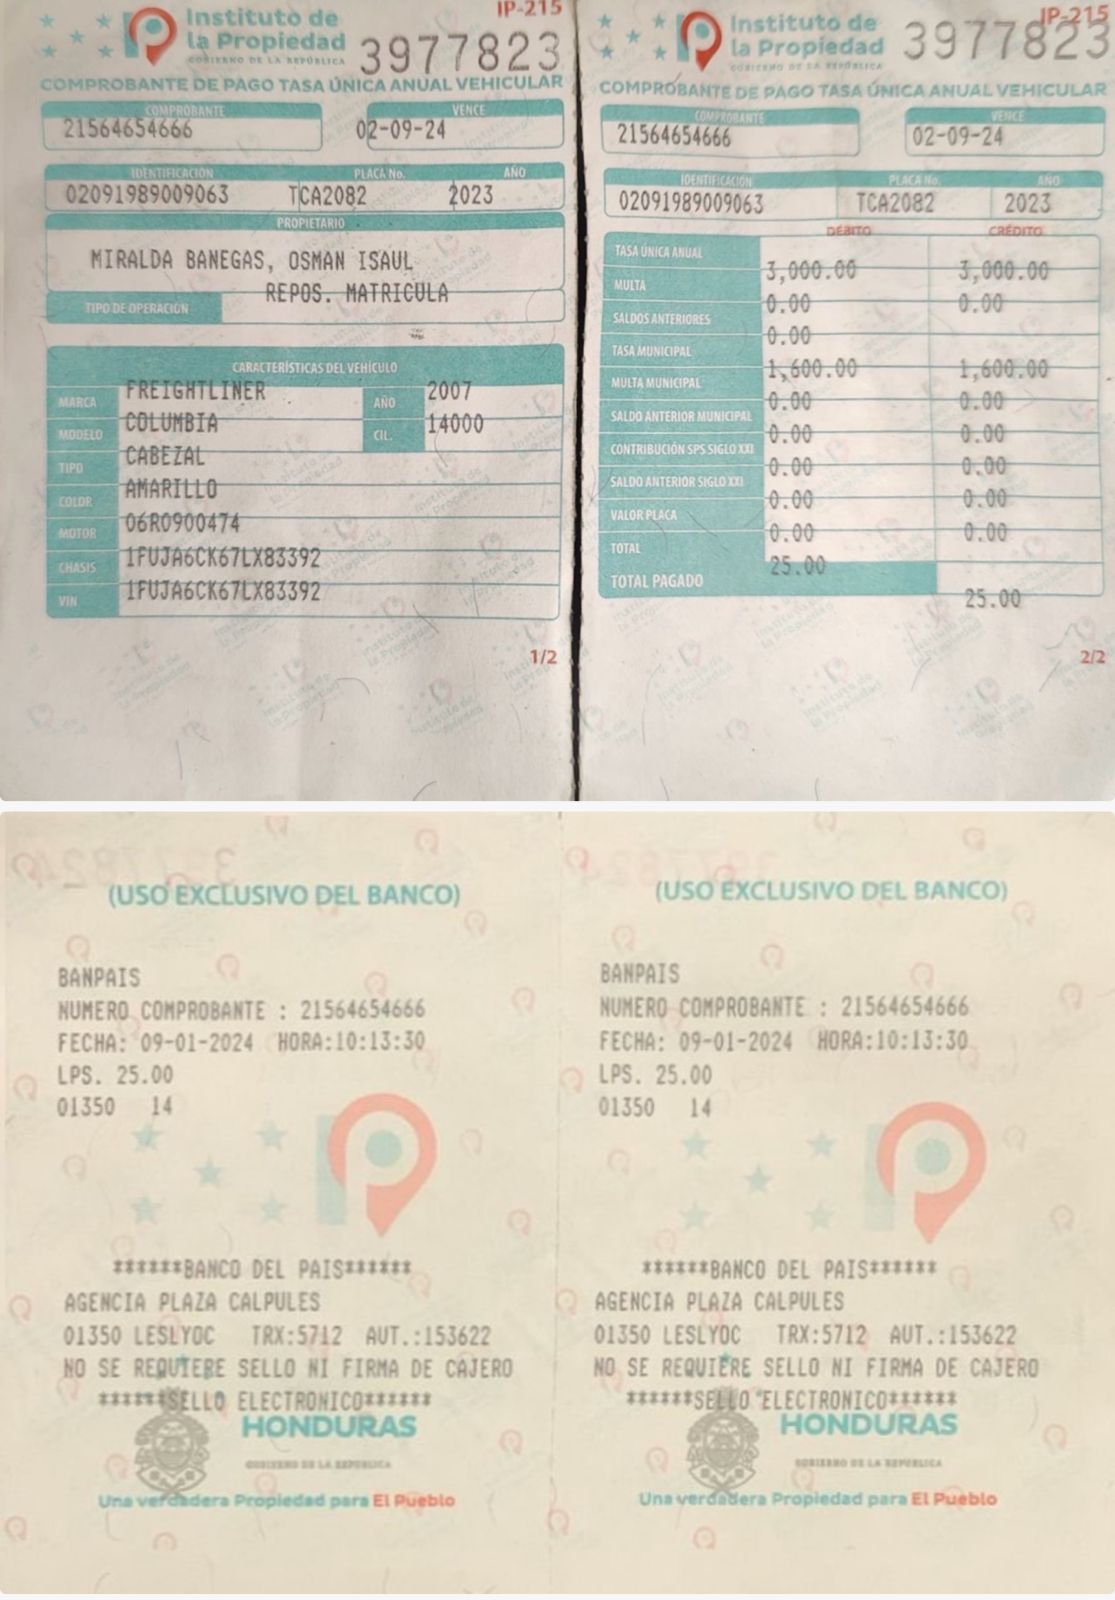 IP-215
Instituto de
la Propiedad
GOBIERNO DE LA REPÚBLICA
3977823
COMPROBANTE DE PAGO TASA ÚNICA ANUAL VEHICULAR
COMPROBANTE VENCE
21564654666 02-09-24
IDENTIFICACIÓN PLACA No. AÑO
02091989009063 TCA2082 2023
PROPIETARIO
MIRALDA BANEGAS, OSMAN ISAUL
TIPO DE OPERACIÓN REPOS. MATRICULA
CARACTERÍSTICAS DEL VEHÍCULO
MARCA FREIGHTLINER AÑO 2007
MODELO COLUMBIA CIL. 14000
TIPO CABEZAL
COLOR AMARILLO
MOTOR 06R0900474
CHASIS 1FUJA6CK67LX83392
VIN 1FUJA6CK67LX83392
1/2
IP-215
Instituto de
la Propiedad
GOBIERNO DE LA REPÚBLICA
3977823
COMPROBANTE DE PAGO TASA ÚNICA ANUAL VEHICULAR
COMPROBANTE VENCE
21564654666 02-09-24
IDENTIFICACIÓN PLACA No. AÑO
02091989009063 TCA2082 2023
DÉBITO CRÉDITO
TASA ÚNICA ANUAL 3,000.00 3,000.00
MULTA 0.00 0.00
SALDOS ANTERIORES 0.00
TASA MUNICIPAL 1,600.00 1,600.00
MULTA MUNICIPAL 0.00 0.00
SALDO ANTERIOR MUNICIPAL 0.00 0.00
CONTRIBUCIÓN SPS SIGLO XXI 0.00 0.00
SALDO ANTERIOR SIGLO XXI 0.00 0.00
VALOR PLACA 0.00 0.00
TOTAL 25.00
TOTAL PAGADO 25.00
2/2
(USO EXCLUSIVO DEL BANCO)
BANPAIS
NUMERO COMPROBANTE : 21564654666
FECHA: 09-01-2024 HORA:10:13:30
LPS. 25.00
01350 14
******BANCO DEL PAIS******
AGENCIA PLAZA CALPULES
01350 LESLYOC TRX:5712 AUT.:153622
NO SE REQUIERE SELLO NI FIRMA DE CAJERO
******SELLO ELECTRONICO******
HONDURAS
GOBIERNO DE LA REPÚBLICA
Una verdadera Propiedad para El Pueblo
(USO EXCLUSIVO DEL BANCO)
BANPAIS
NUMERO COMPROBANTE : 21564654666
FECHA: 09-01-2024 HORA:10:13:30
LPS. 25.00
01350 14
******BANCO DEL PAIS******
AGENCIA PLAZA CALPULES
01350 LESLYOC TRX:5712 AUT.:153622
NO SE REQUIERE SELLO NI FIRMA DE CAJERO
******SELLO ELECTRONICO******
HONDURAS
GOBIERNO DE LA REPÚBLICA
Una verdadera Propiedad para El Pueblo